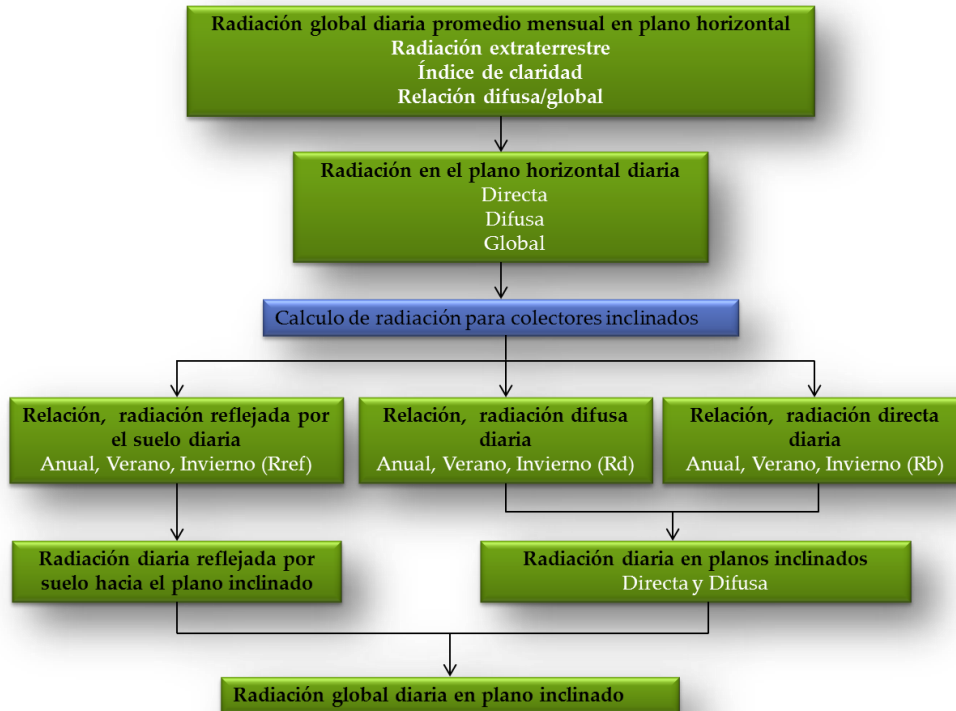 Radiación global diaria promedio mensual en plano horizontal
Radiación extraterrestre
Índice de claridad
Relación difusa/global
Radiación en el plano horizontal diaria
Directa
Difusa
Global
Calculo de radiación para colectores inclinados
Relación, radiación reflejada por
el suelo diaria
Anual, Verano, Invierno (Rref)
Relación, radiación difusa
diaria
Anual, Verano, Invierno (Rd)
Relación, radiación directa
diaria
Anual, Verano, Invierno (Rb)
Radiación diaria reflejada por
suelo hacia el plano inclinado
Radiación diaria en planos inclinados
Directa y Difusa
Radiación global diaria en plano inclinado